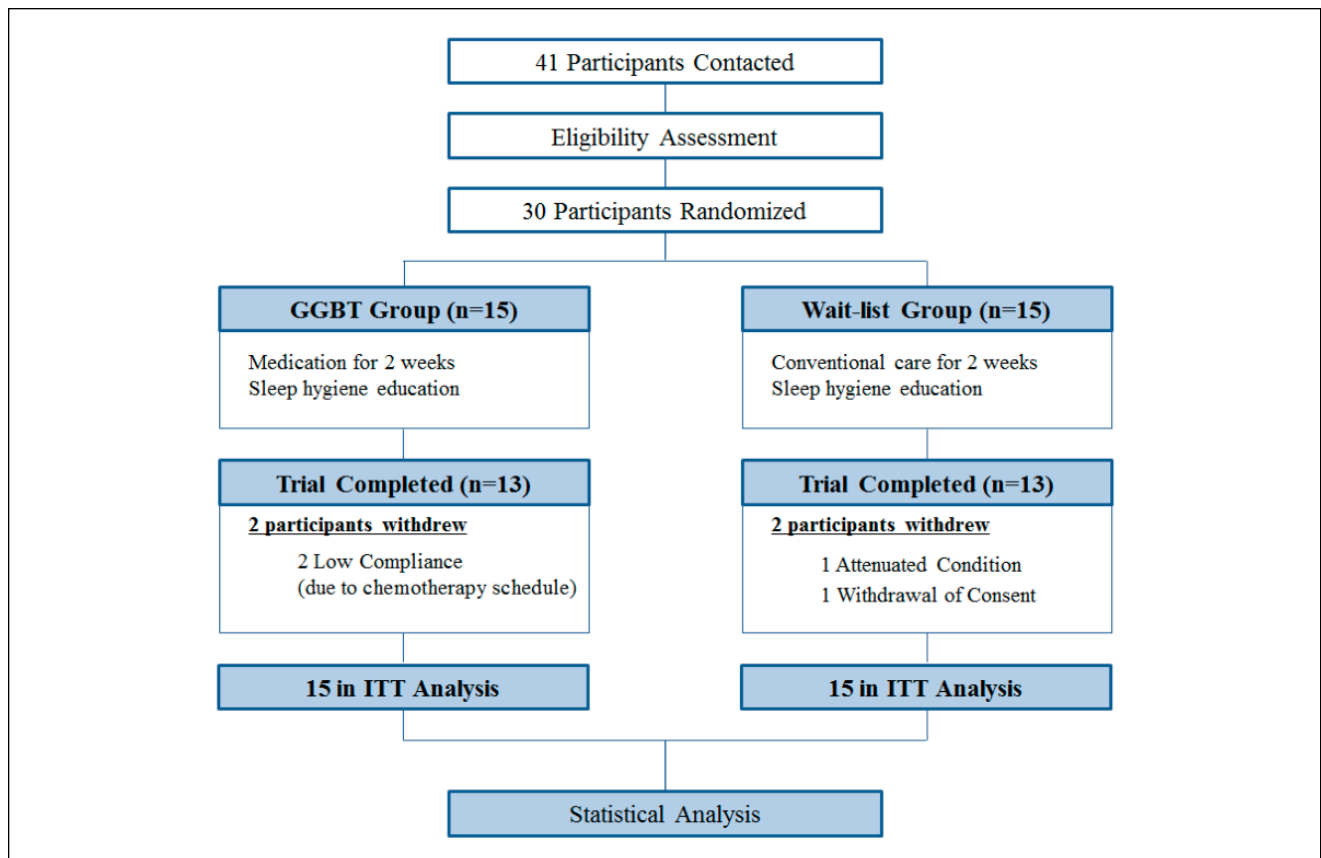 41 Participants Contacted
Eligibility Assessment
30 Participants Randomized
GGBT Group (n=15)
Medication for 2 weeks
Sleep hygiene education
Wait-list Group (n=15)
Conventional care for 2 weeks
Sleep hygiene education
Trial Completed (n=13)
2 participants withdrew
2 Low Compliance
(due to chemotherapy schedule)
Trial Completed (n=13)
2 participants withdrew
1 Attenuated Condition
1 Withdrawal of Consent
15 in ITT Analysis
15 in ITT Analysis
Statistical Analysis